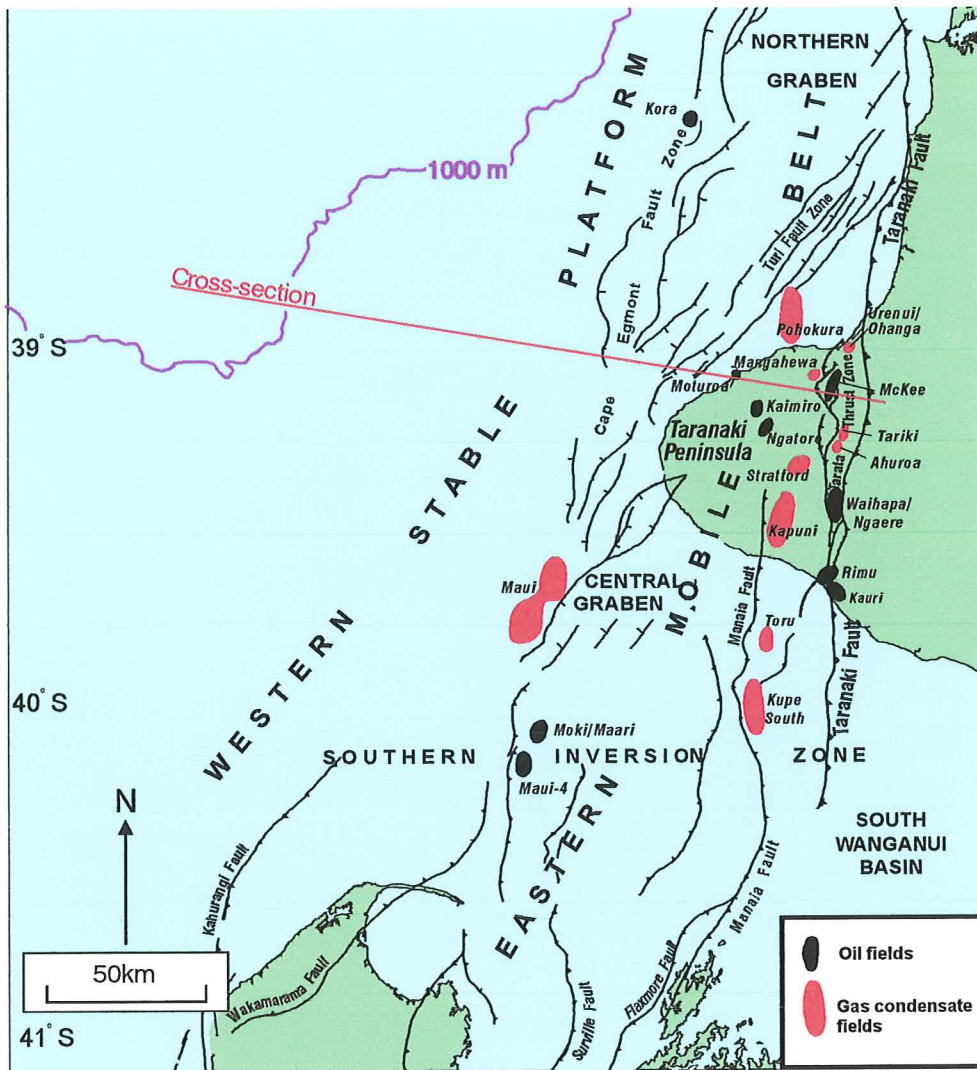 NORTHERN
GRABEN
PLATFORM
BELT
Kora
Zone
Fault
Egmont
Cape
1000 m
Turi Fault Zone
Taranaki Fault
Cross-section
39° S
Pohokura
Urenui/
Ohanga
Mangahewa
Moturoa
McKee
Thrust Zone
Tarata
Kaimiro
Ngatoro
Taranaki
Peninsula
Tariki
Ahuroa
Stratford
Waihapa/
Ngaere
Kapuni
STABLE
MOBILE
Maui
CENTRAL
GRABEN
Rimu
Kauri
Manaia Fault
Toru
Taranaki Fault
40° S
Kupe
South
WESTERN
Moki/Maari
SOUTHERN INVERSION ZONE
Maui-4
EASTERN
N
SOUTH
WANGANUI
BASIN
Kahurangi Fault
Manaia Fault
50km
Wakamarama Fault
Surville Fault
Flaxmore Fault
41° S
Oil fields
Gas condensate
fields